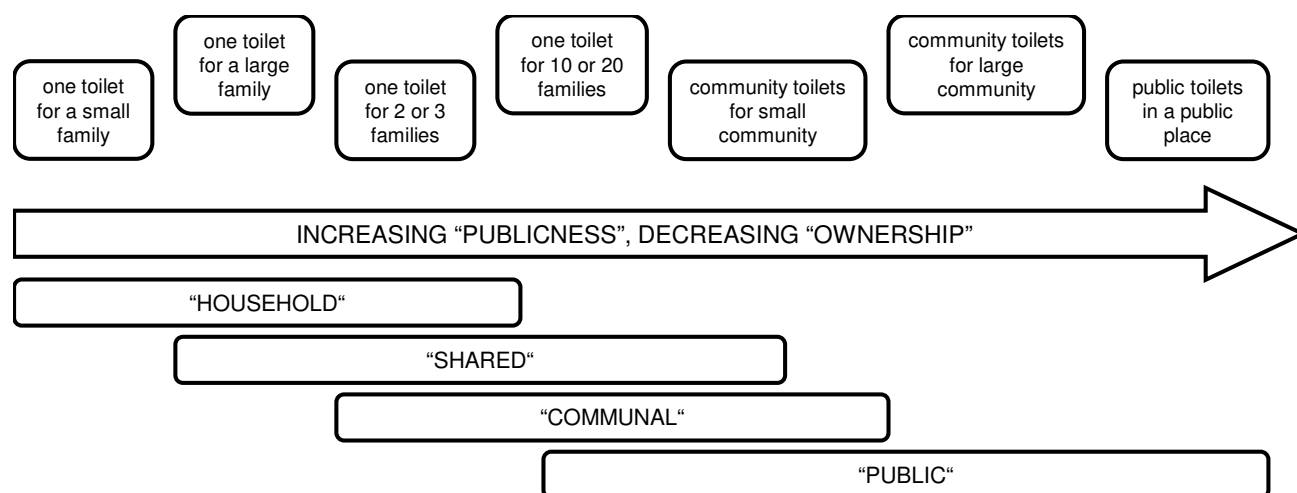 one toilet
for a small
family
one toilet
for a large
family
one toilet
for 2 or 3
families
one toilet
for 10 or 20
families
community toilets
for small
community
community toilets
for large
community
public toilets
in a public
place
INCREASING “PUBLICNESS”, DECREASING “OWNERSHIP”
“HOUSEHOLD“
“SHARED“
“COMMUNAL“
“PUBLIC“